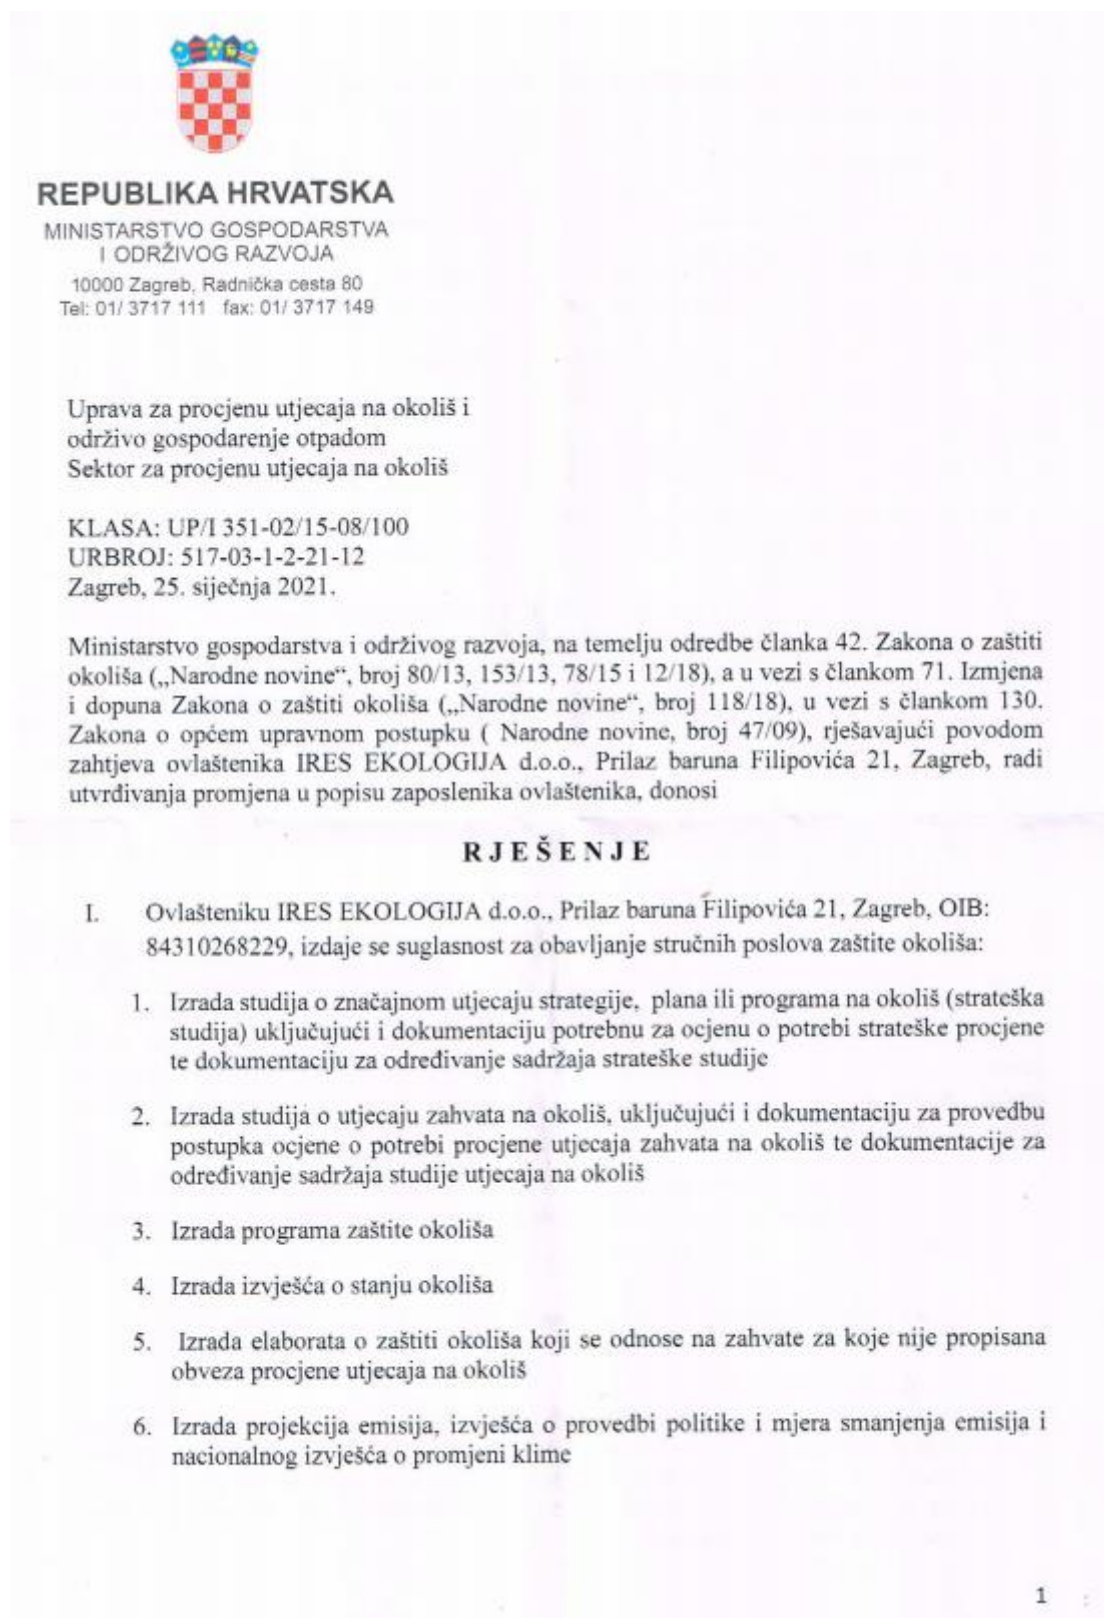 REPUBLIKA HRVATSKA
MINISTARSTVO GOSPODARSTVA
I ODRŽIVOG RAZVOJA
10000 Zagreb, Radnička cesta 80
Tel: 01/ 3717 111 fax: 01/ 3717 149
Uprava za procjenu utjecaja na okoliš i
održivo gospodarenje otpadom
Sektor za procjenu utjecaja na okoliš
KLASA: UP/I 351-02/15-08/100
URBROJ: 517-03-1-2-21-12
Zagreb, 25. siječnja 2021.
Ministarstvo gospodarstva i održivog razvoja, na temelju odredbe članka 42. Zakona o zaštiti
okoliša („Narodne novine“, broj 80/13, 153/13, 78/15 i 12/18), a u vezi s člankom 71. Izmjena
i dopuna Zakona o zaštiti okoliša („Narodne novine“, broj 118/18), u vezi s člankom 130.
Zakona o općem upravnom postupku ( Narodne novine, broj 47/09), rješavajući povodom
zahtjeva ovlaštenika IRES EKOLOGIJA d.o.o., Prilaz baruna Filipovića 21, Zagreb, radi
utvrđivanja promjena u popisu zaposlenika ovlaštenika, donosi
RJEŠENJE
I. Ovlašteniku IRES EKOLOGIJA d.o.o., Prilaz baruna Filipovića 21, Zagreb, OIB:
84310268229, izdaje se suglasnost za obavljanje stručnih poslova zaštite okoliša:
1. Izrada studija o značajnom utjecaju strategije, plana ili programa na okoliš (strateška
studija) uključujući i dokumentaciju potrebnu za ocjenu o potrebi strateške procjene
te dokumentaciju za određivanje sadržaja strateške studije
2. Izrada studija o utjecaju zahvata na okoliš, uključujući i dokumentaciju za provedbu
postupka ocjene o potrebi procjene utjecaja zahvata na okoliš te dokumentacije za
određivanje sadržaja studije utjecaja na okoliš
3. Izrada programa zaštite okoliša
4. Izrada izvješća o stanju okoliša
5. Izrada elaborata o zaštiti okoliša koji se odnose na zahvate za koje nije propisana
obveza procjene utjecaja na okoliš
6. Izrada projekcija emisija, izvješća o provedbi politike i mjera smanjenja emisija i
nacionalnog izvješća o promjeni klime
1